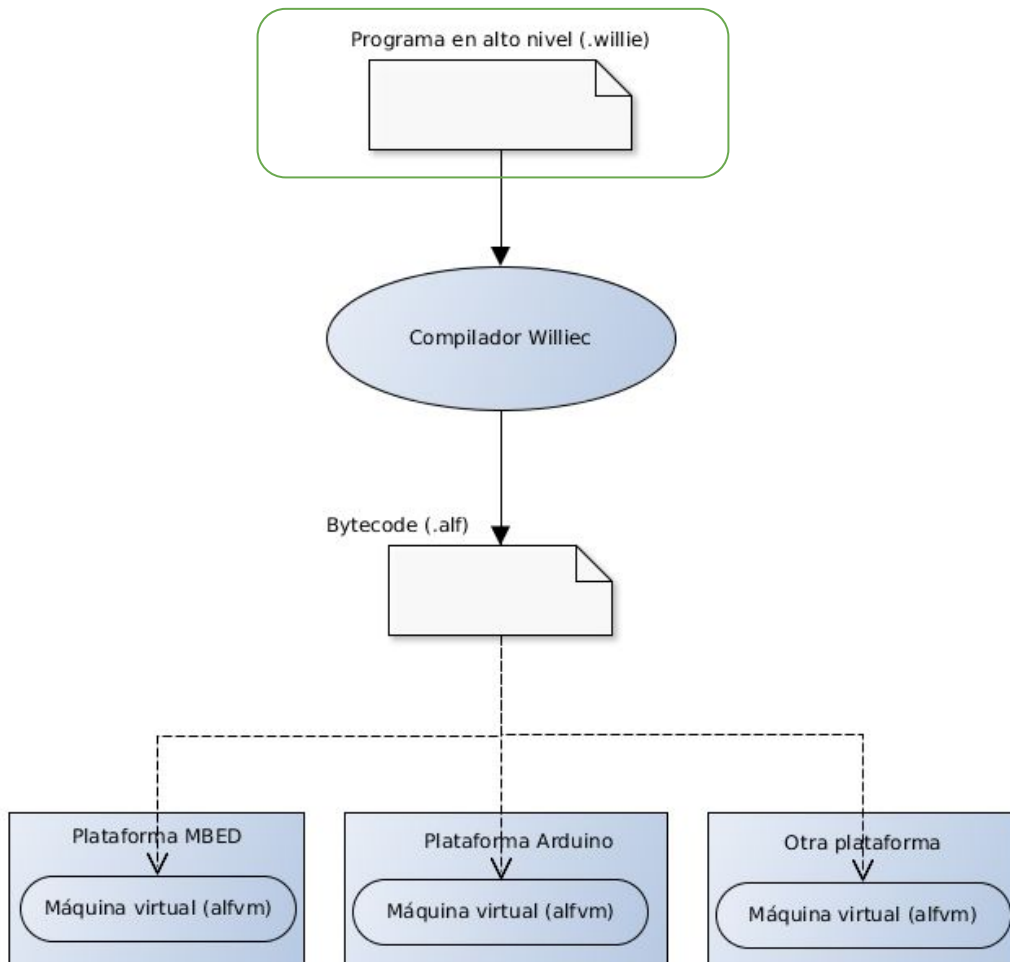 Programa en alto nivel (.willie)
Compilador Williec
Bytecode (.alf)
Plataforma MBED
Máquina virtual (alfvm)
Plataforma Arduino
Máquina virtual (alfvm)
Otra plataforma
Máquina virtual (alfvm)